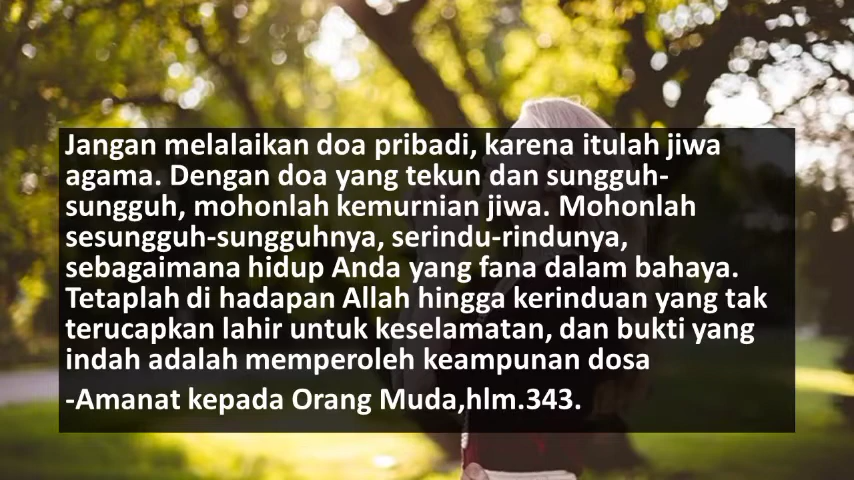 Jangan melalaikan doa pribadi, karena itulah jiwa
agama. Dengan doa yang tekun dan sungguh-
sungguh, mohonlah kemurnian jiwa. Mohonlah
sesungguh-sungguhnya, serindu-rindunya,
sebagaimana hidup Anda yang fana dalam bahaya.
Tetaplah di hadapan Allah hingga kerinduan yang tak
terucapkan lahir untuk keselamatan, dan bukti yang
indah adalah memperoleh keampunan dosa
-Amanat kepada Orang Muda,hlm.343.